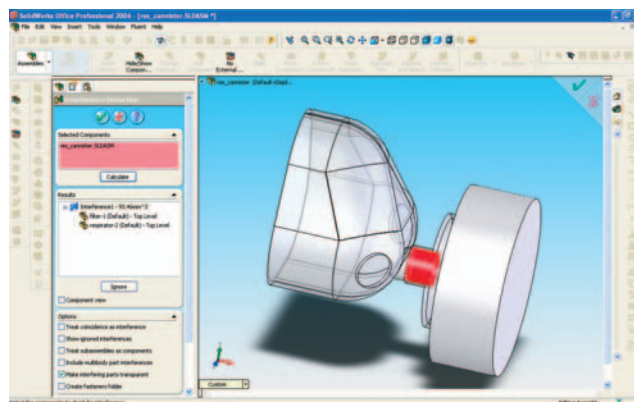 SolidWorks Office Professional 2006 - [res_cannister.SLDASM *]
File Edit View Insert Tools Window Fluent Help
Assemblies
Hide/Show Compon...
No External...
res_cannister (Default<Displ...
Interference Detection
Selected Components
res_cannister.SLDASM
Calculate
Results
filter-1 (Default) - Top Level
respirator-2 (Default) - Top Level
Ignore
Component view
Options
Treat coincidence as interference
Show ignored interferences
Treat subassemblies as components
Include multibody part interferences
Make interfering parts transparent
Create fasteners folder
Custom